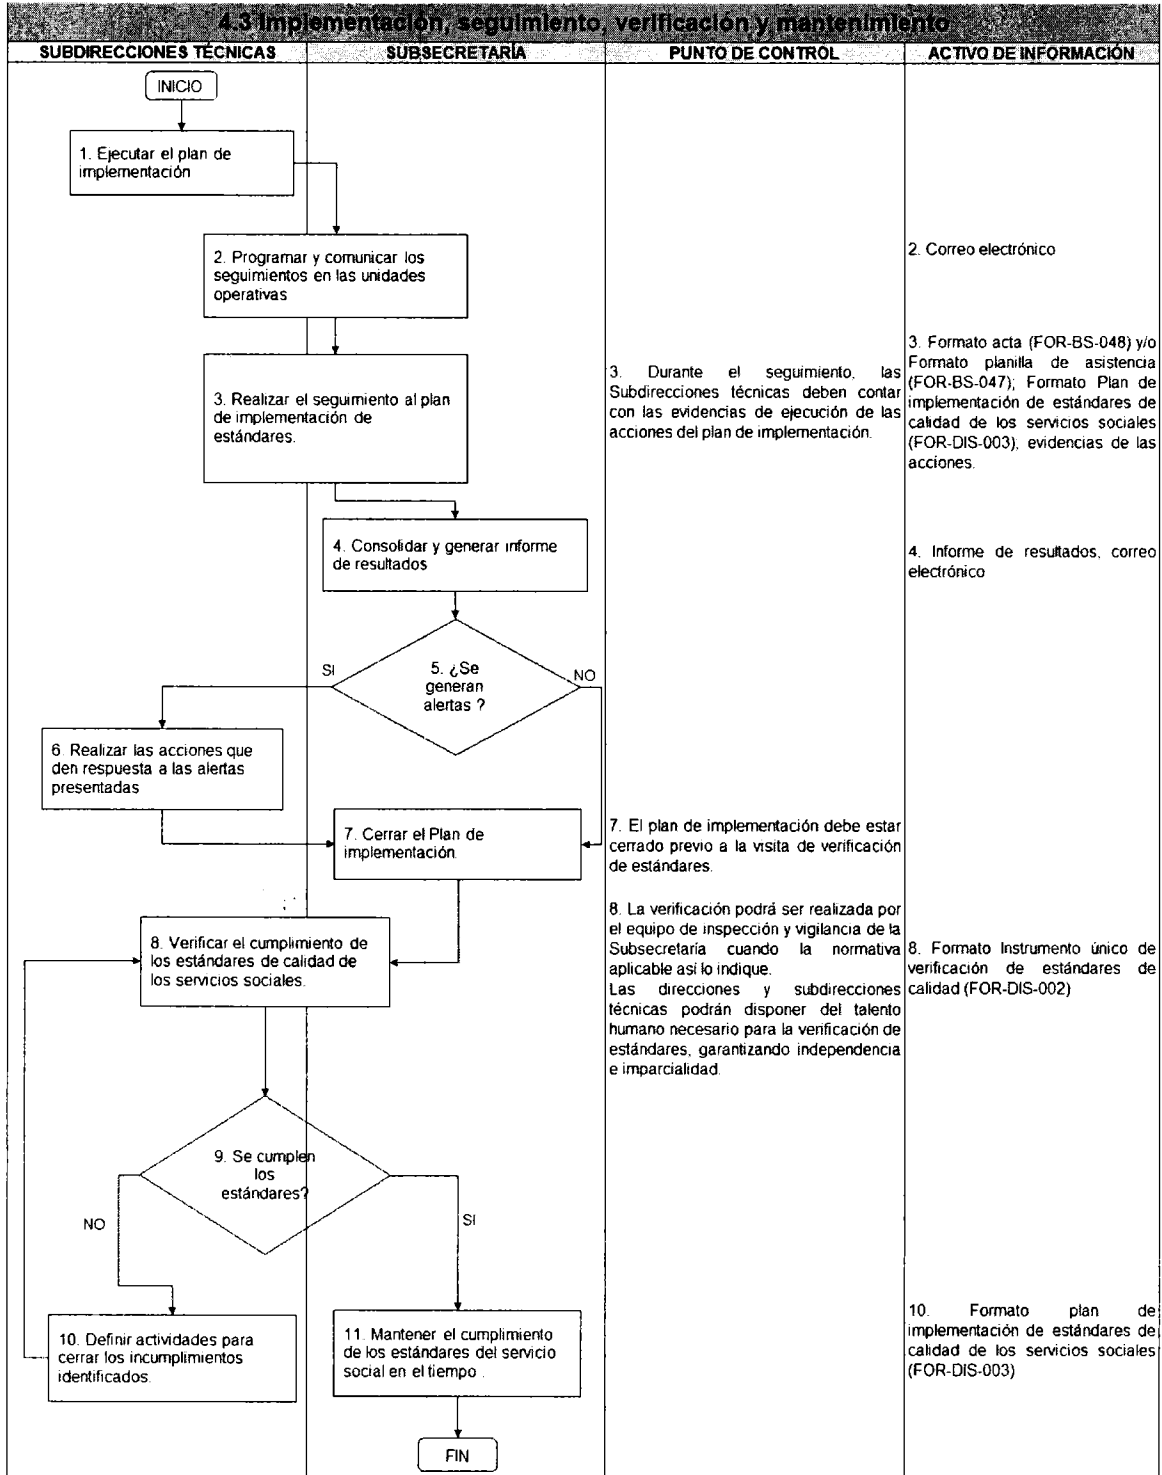 4.3 Implementación, seguimiento, verificación y mantenimiento
SUBDIRECCIONES TÉCNICAS
SUBSECRETARÍA
PUNTO DE CONTROL
ACTIVO DE INFORMACIÓN
INICIO
1. Ejecutar el plan de
implementación
2. Programar y comunicar los
seguimientos en las unidades
operativas
2. Correo electrónico
3. Realizar el seguimiento al plan
de implementación de
estándares.
3. Durante el seguimiento, las
Subdirecciones técnicas deben contar
con las evidencias de ejecución de las
acciones del plan de implementación.
3. Formato acta (FOR-BS-048) y/o
Formato planilla de asistencia
(FOR-BS-047); Formato Plan de
implementación de estándares de
calidad de los servicios sociales
(FOR-DIS-003); evidencias de las
acciones.
4. Consolidar y generar informe
de resultados
4. Informe de resultados, correo
electrónico
5. ¿Se
generan
alertas ?
SI
NO
6. Realizar las acciones que
den respuesta a las alertas
presentadas
7. Cerrar el Plan de
implementación.
7. El plan de implementación debe estar
cerrado previo a la visita de verificación
de estándares.
8. Verificar el cumplimiento de
los estándares de calidad de
los servicios sociales.
8. La verificación podrá ser realizada por
el equipo de inspección y vigilancia de la
Subsecretaría cuando la normativa
aplicable así lo indique.
Las direcciones y subdirecciones
técnicas podrán disponer del talento
humano necesario para la verificación de
estándares, garantizando independencia
e imparcialidad.
8. Formato Instrumento único de
verificación de estándares de
calidad (FOR-DIS-002)
9. Se cumplen
los
estándares?
NO
SI
10. Definir actividades para
cerrar los incumplimientos
identificados.
11. Mantener el cumplimiento
de los estándares del servicio
social en el tiempo .
10. Formato plan de
implementación de estándares de
calidad de los servicios sociales
(FOR-DIS-003)
FIN